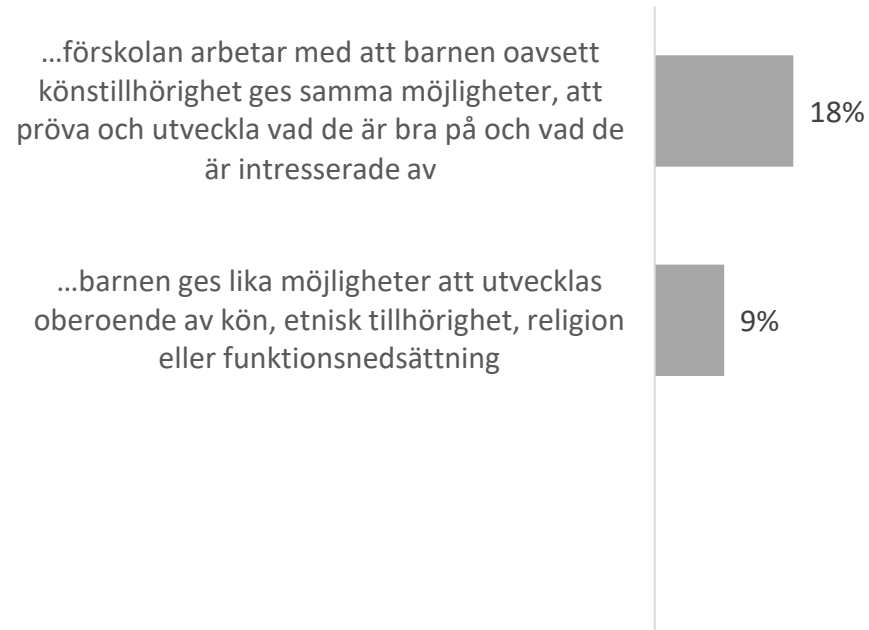 …förskolan arbetar med att barnen oavsett
könstillhörighet ges samma möjligheter, att
pröva och utveckla vad de är bra på och vad de
är intresserade av
18%
…barnen ges lika möjligheter att utvecklas
oberoende av kön, etnisk tillhörighet, religion
eller funktionsnedsättning
9%